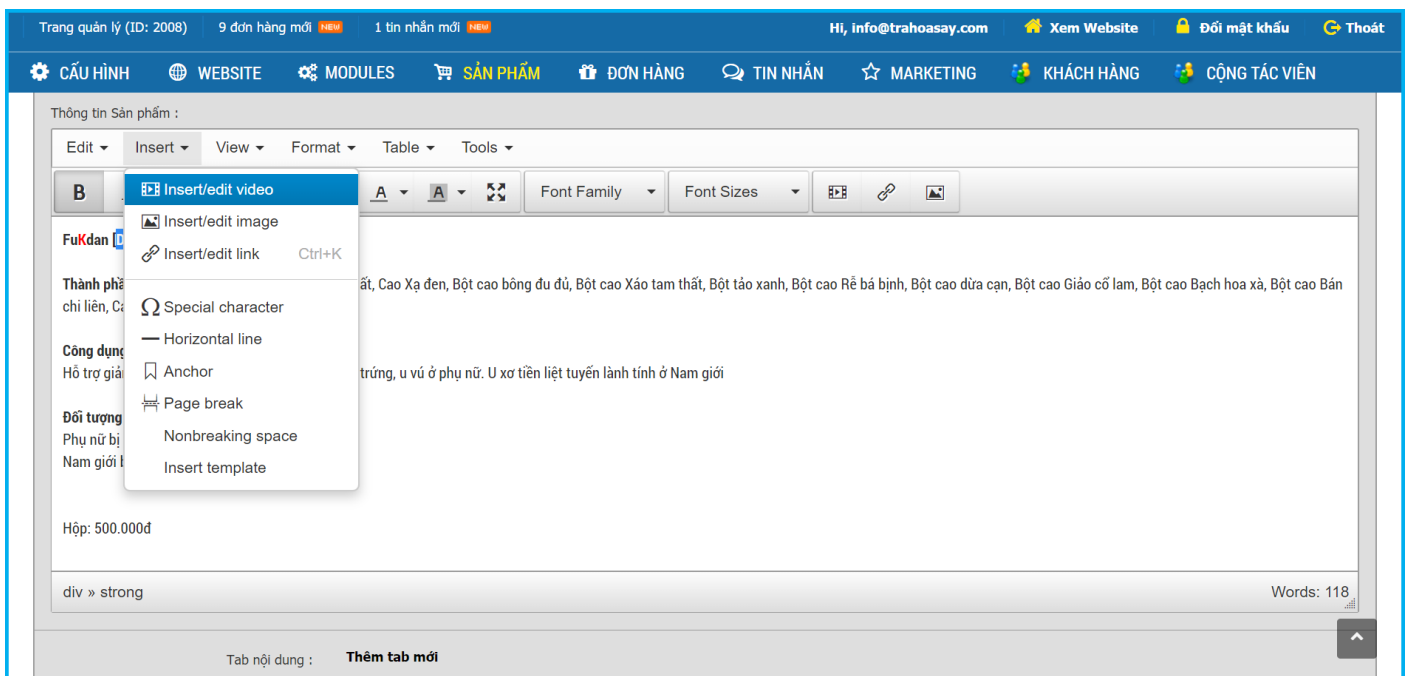 Trang quản lý (ID: 2008) 9 đơn hàng mới NEW 1 tin nhắn mới NEW Hi, info@trahoasay.com Xem Website Đổi mật khẩu Thoát
CẤU HÌNH WEBSITE MODULES SẢN PHẨM ĐƠN HÀNG TIN NHẮN MARKETING KHÁCH HÀNG CỘNG TÁC VIÊN
Thông tin Sản phẩm :
Edit Insert View Format Table Tools
B A A Font Family Font Sizes
Insert/edit video
Insert/edit image
Insert/edit link Ctrl+K
Special character
Horizontal line
Anchor
Page break
Nonbreaking space
Insert template
FuKdan [
Thành phầ ất, Cao Xạ đen, Bột cao bông đu đủ, Bột cao Xáo tam thất, Bột tảo xanh, Bột cao Rễ bá bịnh, Bột cao dừa cạn, Bột cao Giảo cổ lam, Bột cao Bạch hoa xà, Bột cao Bán
chi liên, Ca
Công dụng
Hỗ trợ giả trứng, u vú ở phụ nữ. U xơ tiền liệt tuyến lành tính ở Nam giới
Đối tượng
Phụ nữ bị
Nam giới b
Hộp: 500.000đ
div » strong Words: 118
Tab nội dung : Thêm tab mới